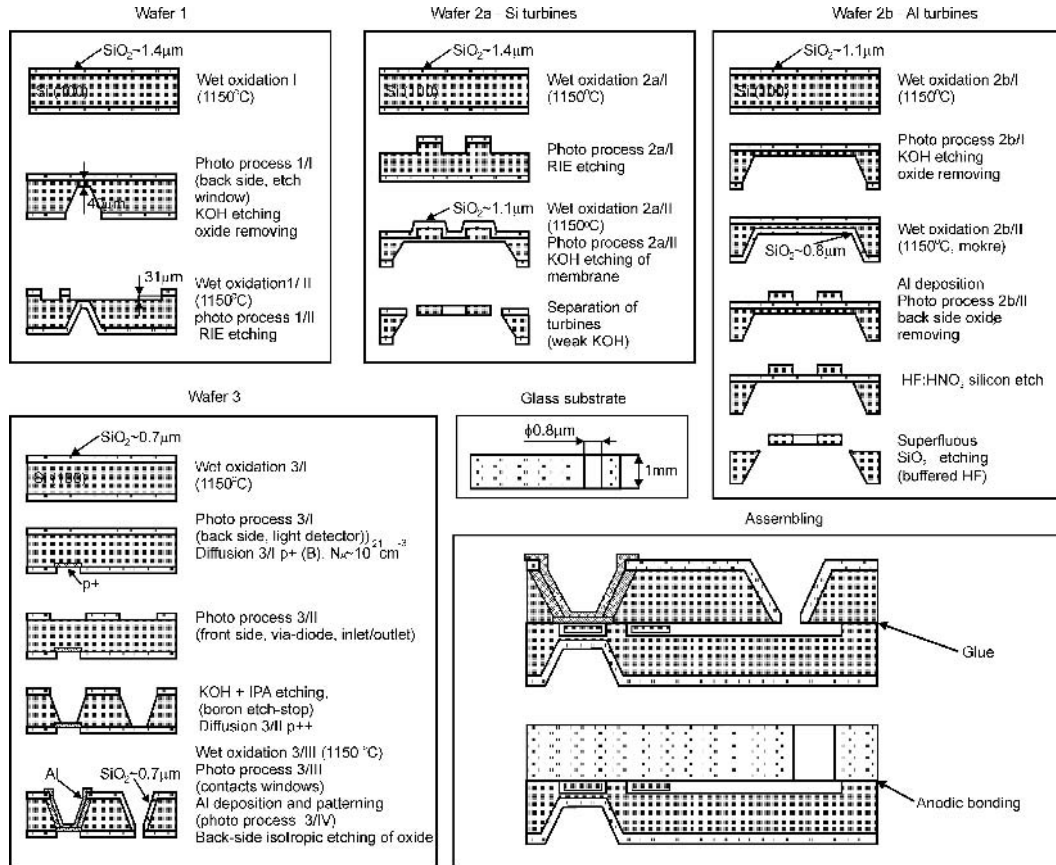 Wafer 1
SiO2~1.4µm
Si(100)
Wet oxidation I
(1150°C)
Photo process 1/I
(back side, etch
window)
KOH etching
oxide removing
40µm
31µm
Wet oxidation1/ II
(1150°C)
photo process 1/II
RIE etching
Wafer 2a - Si turbines
SiO2~1.4µm
Si(100)
Wet oxidation 2a/I
(1150°C)
Photo process 2a/I
RIE etching
SiO2~1.1µm
Wet oxidation 2a/II
(1150°C)
Photo process 2a/II
KOH etching of
membrane
Separation of
turbines
(weak KOH)
Wafer 2b - Al turbines
SiO2~1.1µm
Si(100)
Wet oxidation 2b/I
(1150°C)
Photo process 2b/I
KOH etching
oxide removing
Wet oxidation 2b/II
(1150°C, mokre)
SiO2~0.8µm
Al deposition
Photo process 2b/II
back side oxide
removing
HF:HNO3 silicon etch
Superfluous
SiO2 etching
(buffered HF)
Wafer 3
SiO2~0.7µm
Si(100)
Wet oxidation 3/I
(1150°C)
Photo process 3/I
(back side, light detector))
Diffusion 3/I p+ (B). NA~10^21 cm^-3
p+
Photo process 3/II
(front side, via-diode, inlet/outlet)
KOH + IPA etching,
(boron etch-stop)
Diffusion 3/II p++
Wet oxidation 3/III (1150 °C)
Al
SiO2~0.7µm
Photo process 3/III
(contacts windows)
Al deposition and patterning
(photo process 3/IV)
Back-side isotropic etching of oxide
Glass substrate
ϕ0.8µm
1mm
Assembling
Glue
Anodic bonding